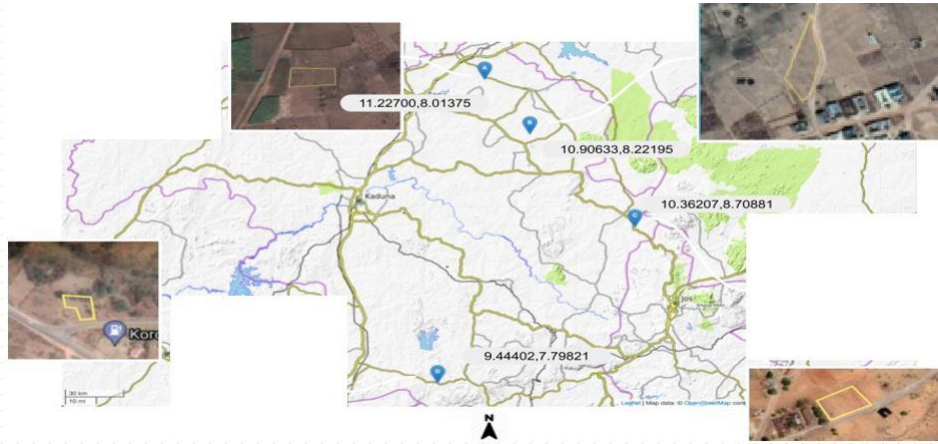 A
11.22700,8.01375
B
10.90633,8.22195
Kaduna
10.36207,8.70881
C
Kord
Jos
9.44402,7.79821
D
30 km
10 mi
Leaflet | Map data: © OpenStreetMap cont
N